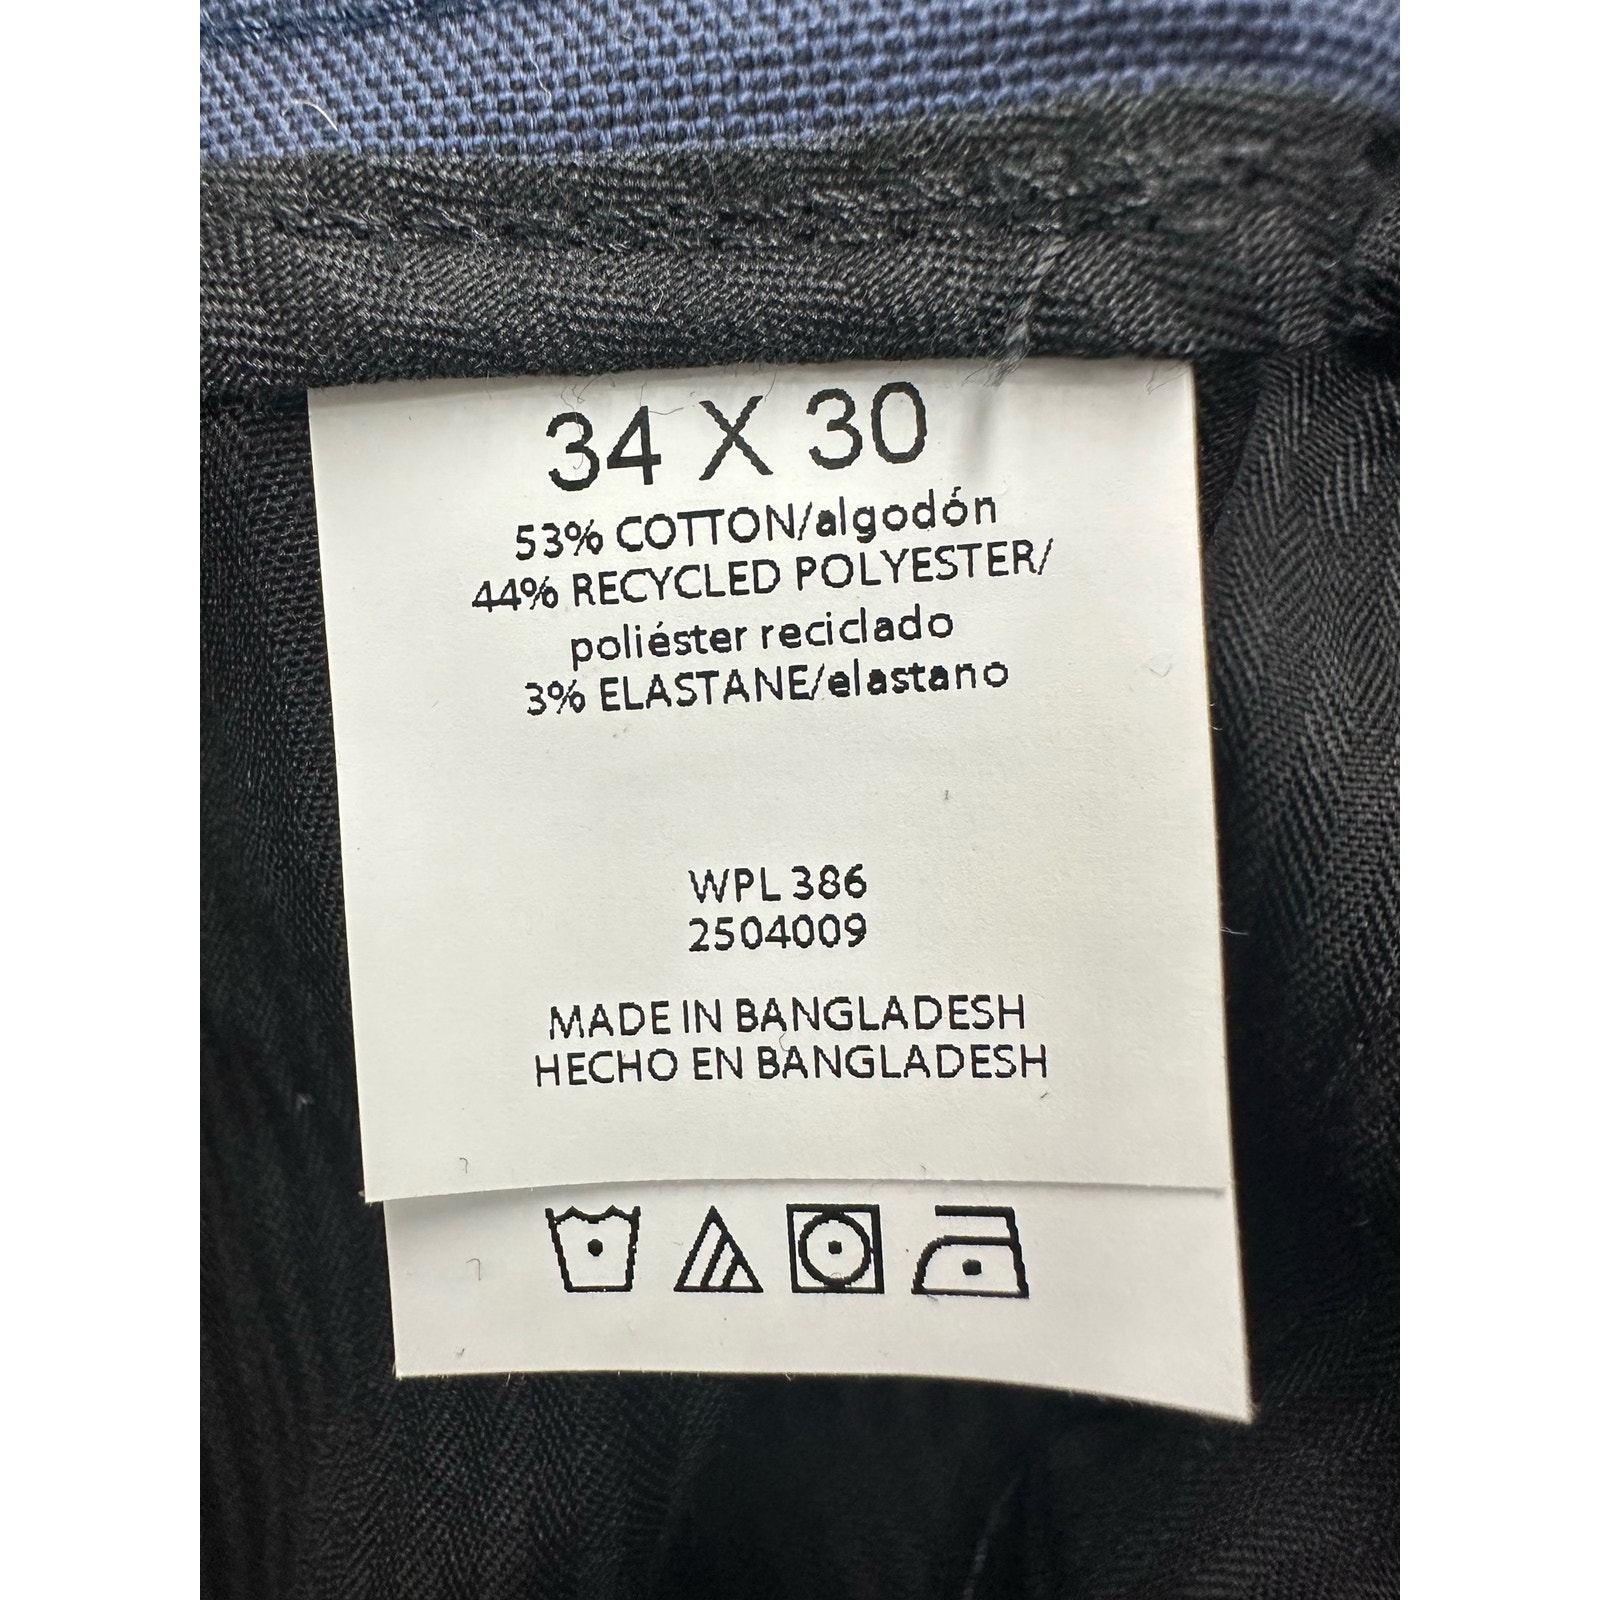 34 X 30
53% COTTON/algodón
44% RECYCLED POLYESTER/
poliéster reciclado
3% ELASTANE/elastano
WPL 386
2504009
MADE IN BANGLADESH
HECHO EN BANGLADESH